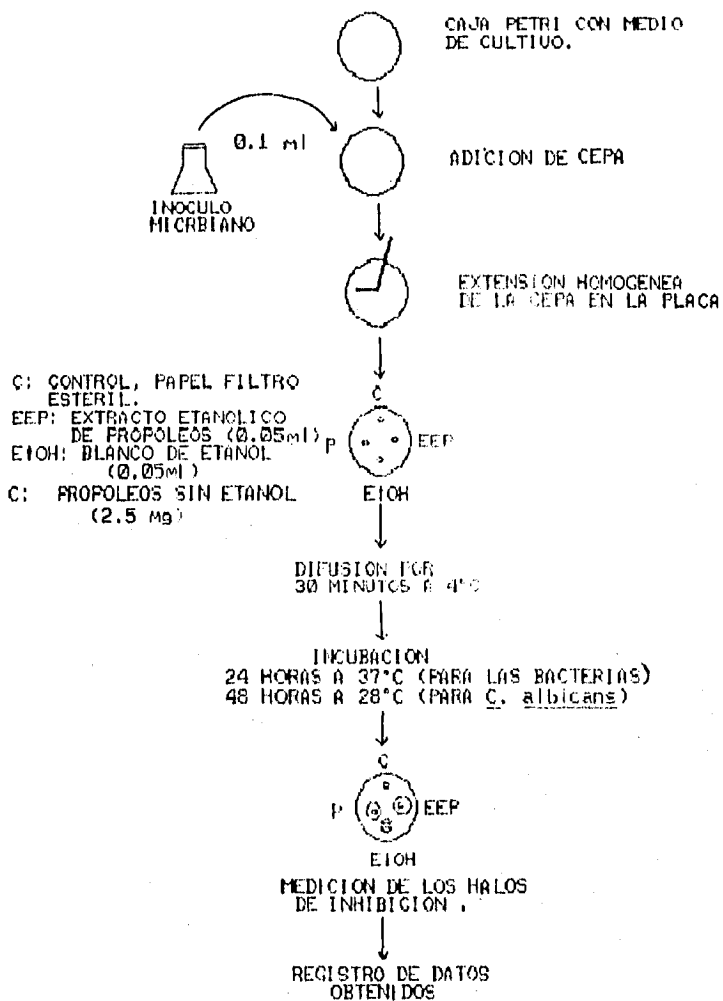 CAJA PETRI CON MEDIO
DE CULTIVO.
0.1 ml
ADICION DE CEPA
INOCULO
MICRBIANO
EXTENSION HOMOGENEA
DE LA CEPA EN LA PLACA
C: CONTROL, PAPEL FILTRO
ESTERIL.
EEP: EXTRACTO ETANOLICO
DE PROPOLEOS (0.05ml)
EtOH: BLANCO DE ETANOL
(0.05ml)
C: PROPOLEOS SIN ETANOL
(2.5 Mg)
C
P
EEP
EtOH
DIFUSION POR
30 MINUTOS A 4°C
INCUBACION
24 HORAS A 37°C (PARA LAS BACTERIAS)
48 HORAS A 28°C (PARA C. albicans)
C
P
EEP
EtOH
MEDICION DE LOS HALOS
DE INHIBICION .
REGISTRO DE DATOS
OBTENIDOS